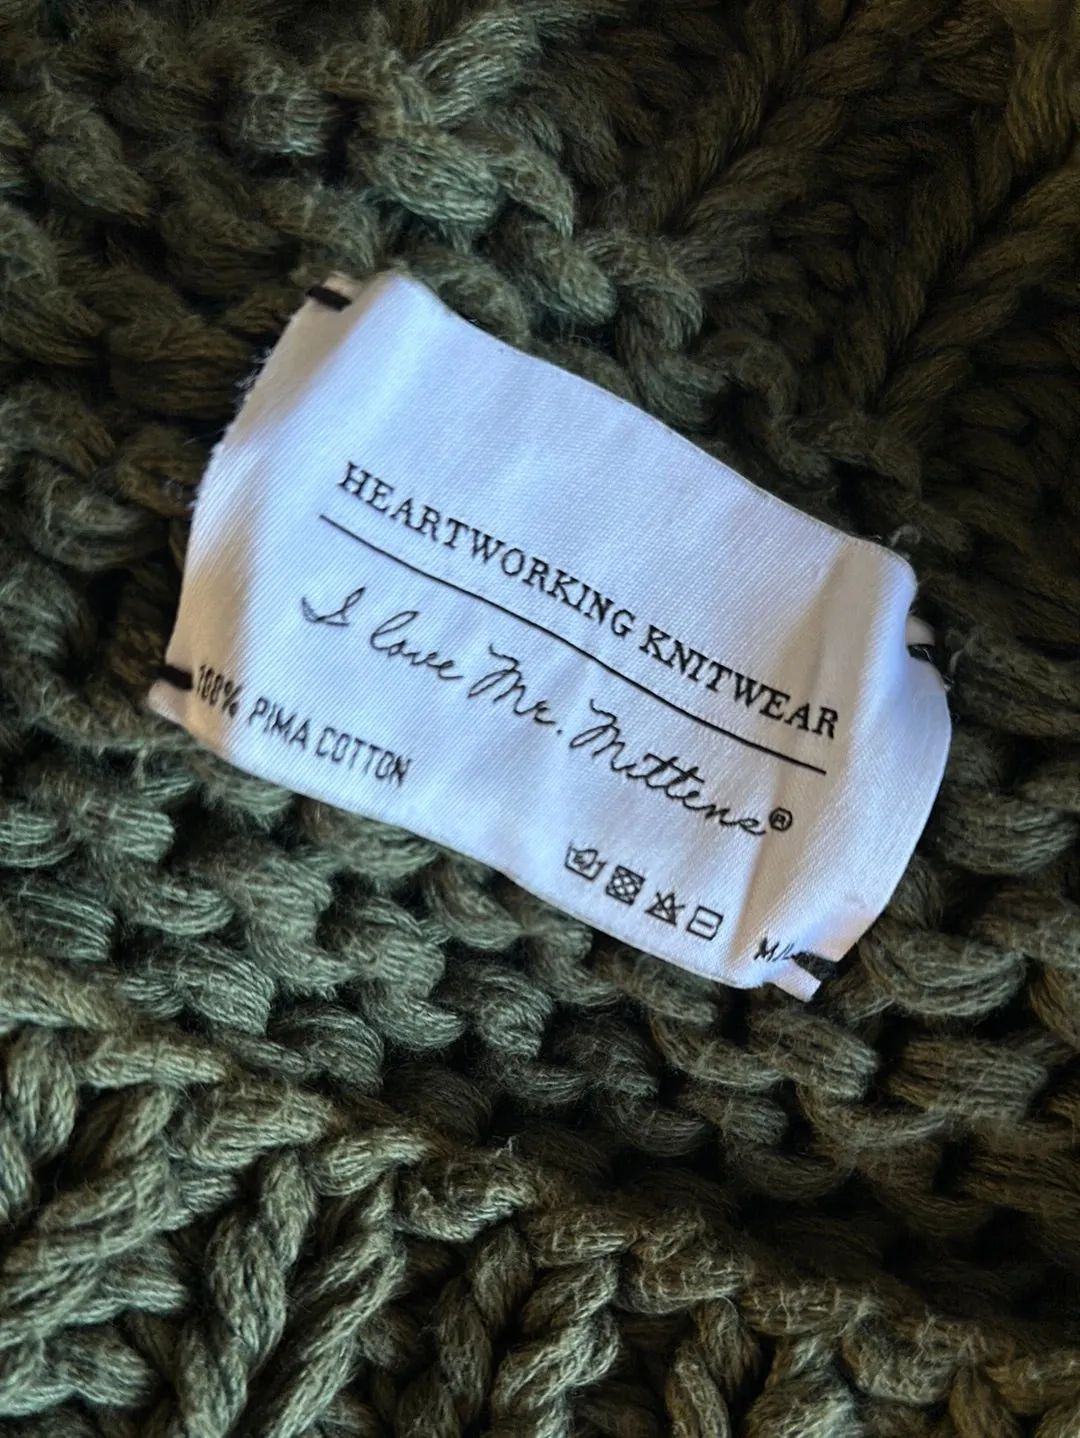 HEARTWORKING KNITWEAR
I love Mr. Mittens®
100% PIMA COTTON